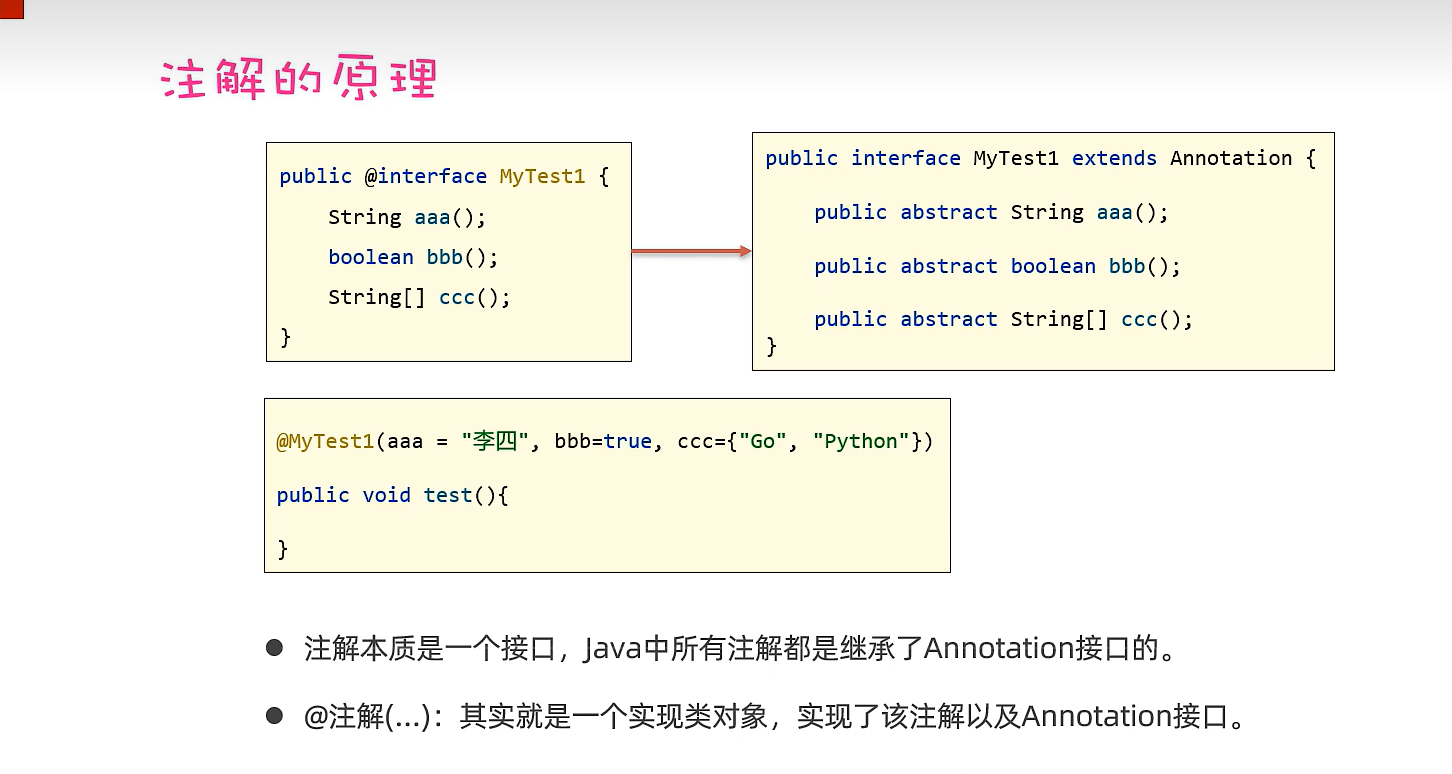 注解的原理
public @interface MyTest1 {
    String aaa();
    boolean bbb();
    String[] ccc();
}
public interface MyTest1 extends Annotation {
    public abstract String aaa();
    public abstract boolean bbb();
    public abstract String[] ccc();
}
@MyTest1(aaa = "李四", bbb=true, ccc={"Go", "Python"})
public void test(){
}
● 注解本质是一个接口，Java中所有注解都是继承了Annotation接口的。
● @注解(...)：其实就是一个实现类对象，实现了该注解以及Annotation接口。